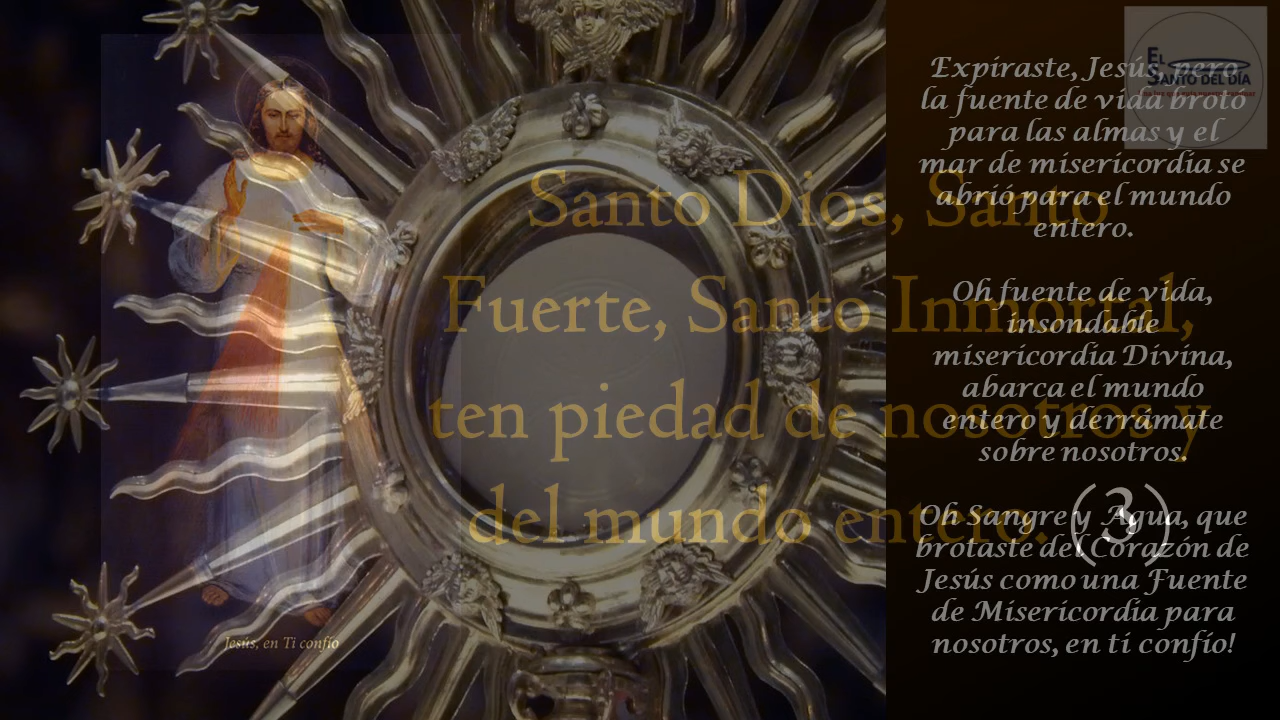 Expiraste, Jesús, pero
la fuente de vida brotó
para las almas y el
mar de misericordia se
abrió para el mundo
entero.
Oh fuente de vida,
insondable
misericordia Divina,
abarca el mundo
entero y derrámate
sobre nosotros.
Oh Sangre y Agua, que
brotaste del Corazón de
Jesús como una Fuente
de Misericordia para
nosotros, en ti confío!
Santo Dios, Santo
Fuerte, Santo Inmortal,
ten piedad de nosotros y
del mundo entero.
(3)
Jesús, en Ti confío
EL
SANTO DEL DÍA